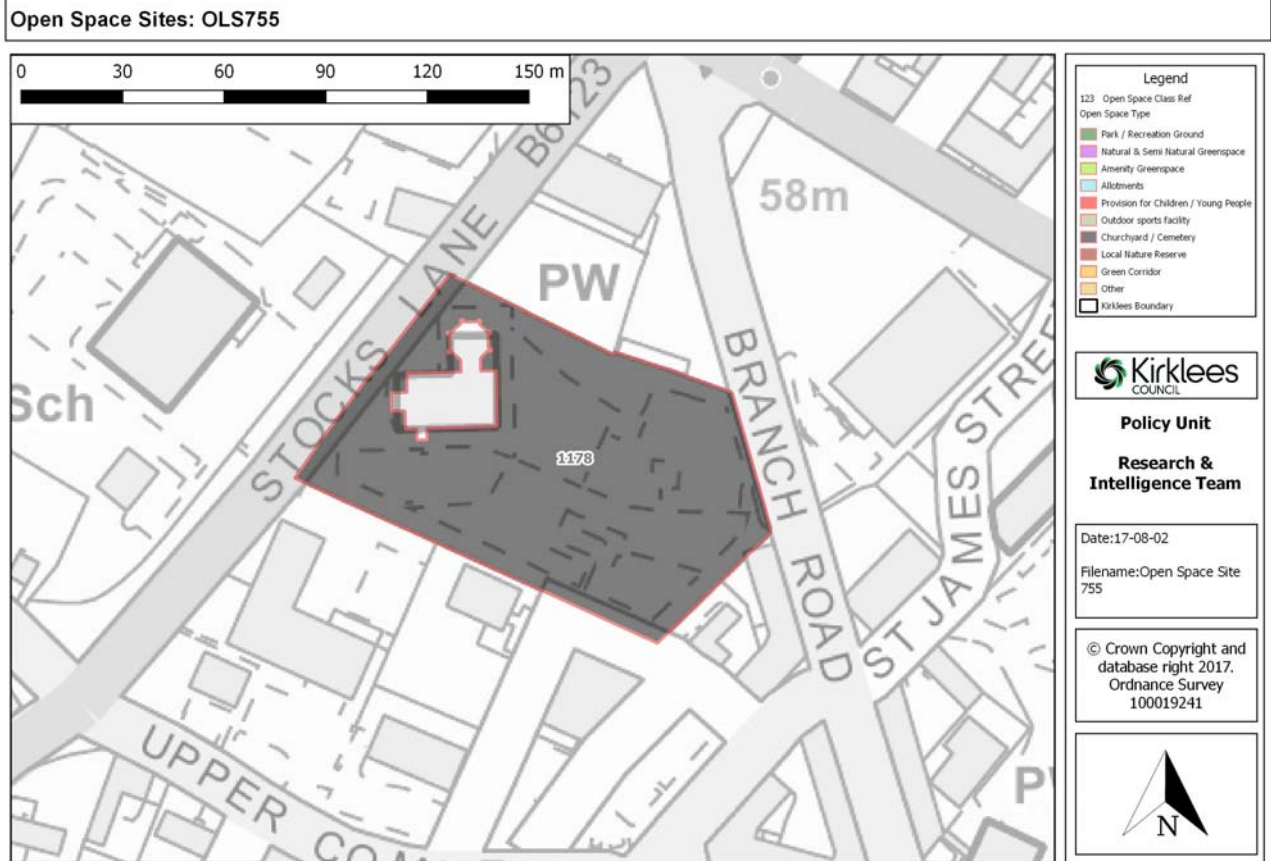 Open Space Sites: OLS755
0 30 60 90 120 150 m
B6123
STOCKS LANE
PW
58m
Sch
1178
BRANCH ROAD
ST JAMES STREE
UPPER
Legend
123 Open Space Class Ref
Open Space Type
Park / Recreation Ground
Natural & Semi Natural Greenspace
Amenity Greenspace
Allotments
Provision for Children / Young People
Outdoor sports facility
Churchyard / Cemetery
Local Nature Reserve
Green Corridor
Other
Kirklees Boundary
Kirklees
COUNCIL
Policy Unit
Research &
Intelligence Team
Date:17-08-02
Filename:Open Space Site
755
© Crown Copyright and
database right 2017.
Ordnance Survey
100019241
N